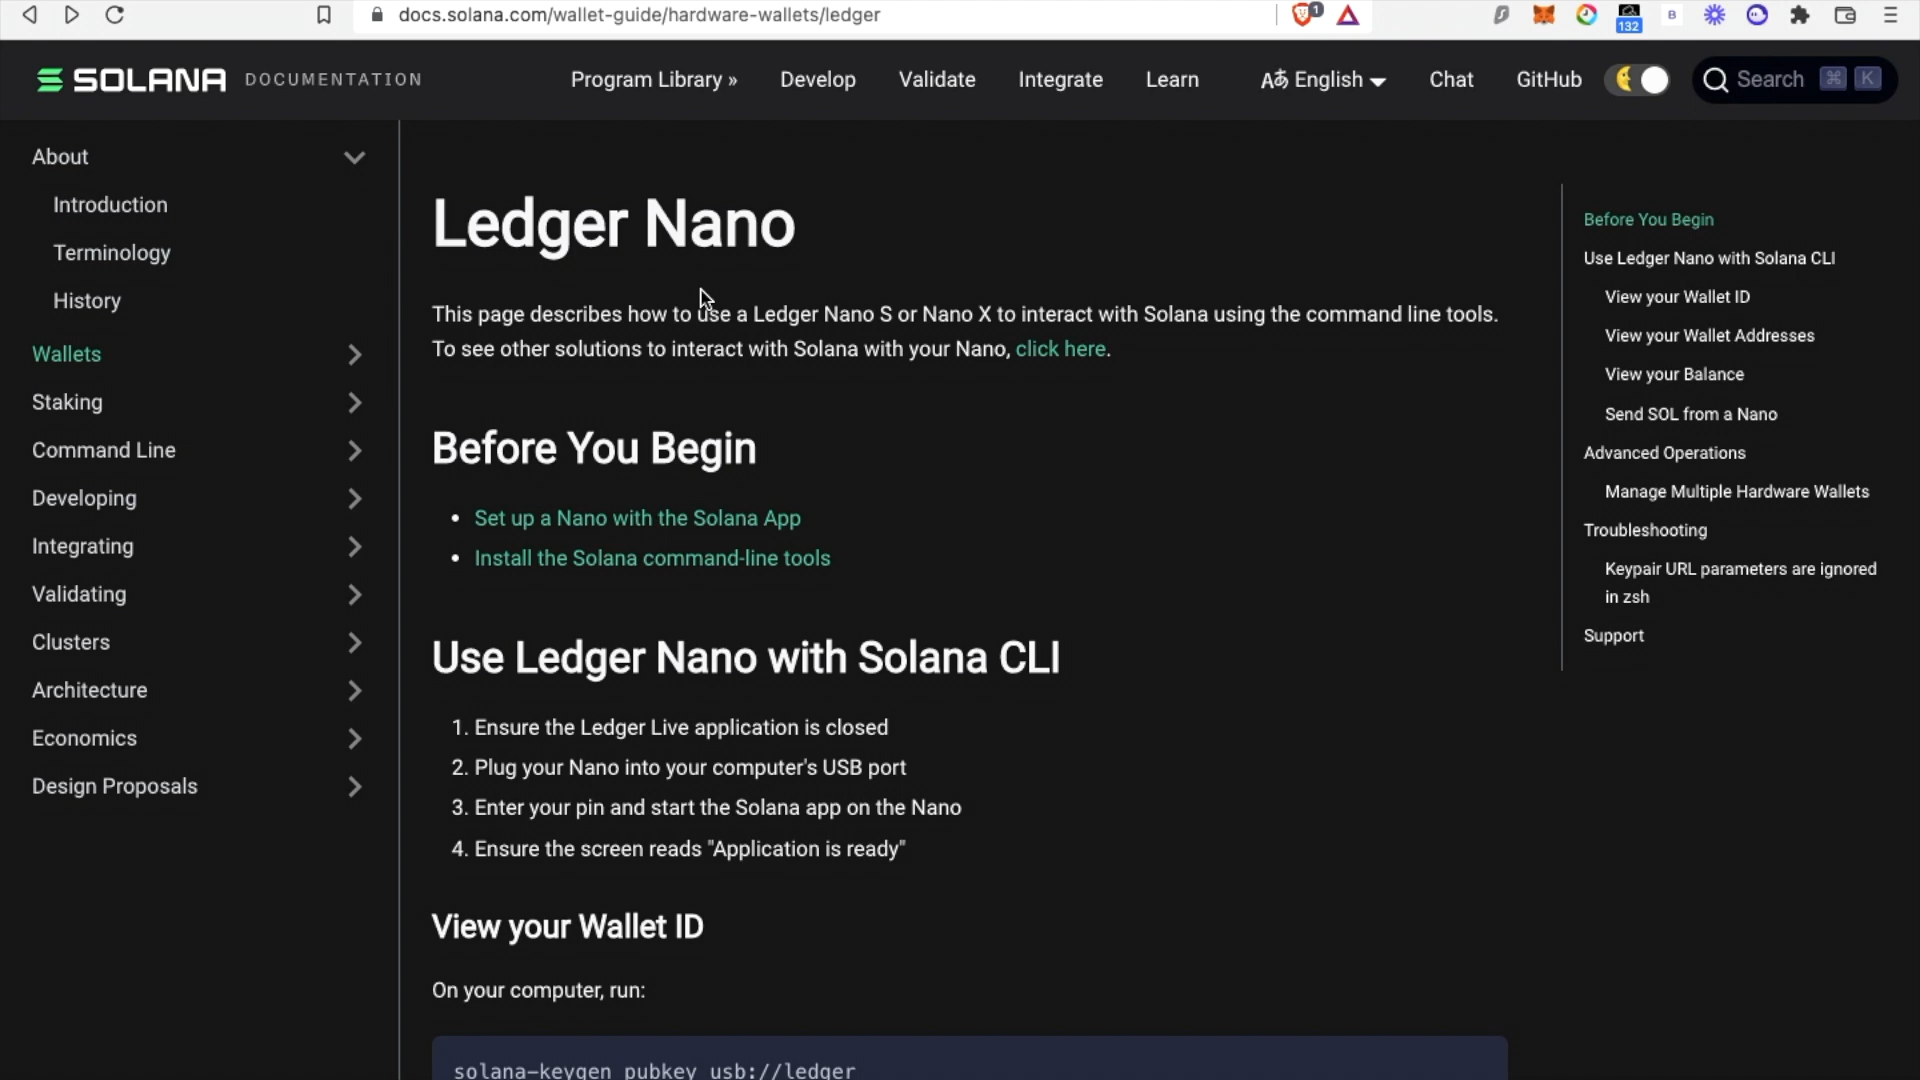 docs.solana.com/wallet-guide/hardware-wallets/ledger
1
132
B
SOLANA DOCUMENTATION
Program Library »
Develop
Validate
Integrate
Learn
Aあ English
Chat
GitHub
Search ⌘ K
About
Introduction
Terminology
History
Wallets
Staking
Command Line
Developing
Integrating
Validating
Clusters
Architecture
Economics
Design Proposals
Ledger Nano
This page describes how to use a Ledger Nano S or Nano X to interact with Solana using the command line tools.
To see other solutions to interact with Solana with your Nano, click here.
Before You Begin
• Set up a Nano with the Solana App
• Install the Solana command-line tools
Use Ledger Nano with Solana CLI
1. Ensure the Ledger Live application is closed
2. Plug your Nano into your computer's USB port
3. Enter your pin and start the Solana app on the Nano
4. Ensure the screen reads "Application is ready"
View your Wallet ID
On your computer, run:
solana-keygen pubkey usb://ledger
Before You Begin
Use Ledger Nano with Solana CLI
View your Wallet ID
View your Wallet Addresses
View your Balance
Send SOL from a Nano
Advanced Operations
Manage Multiple Hardware Wallets
Troubleshooting
Keypair URL parameters are ignored
in zsh
Support